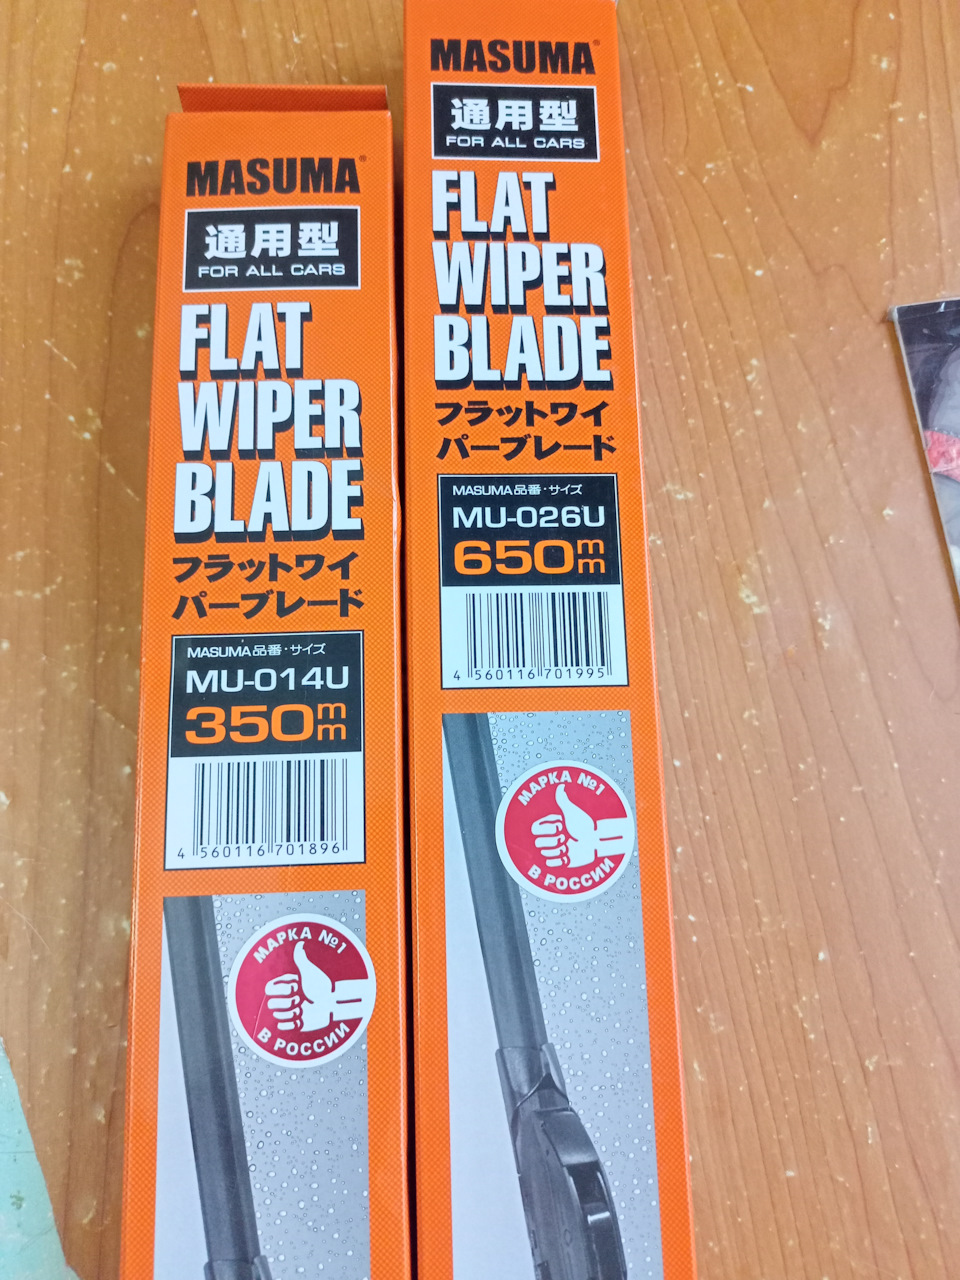 MASUMA®
通用型
FOR ALL CARS
FLAT
WIPER
BLADE
フラットワイ
パーブレード
MASUMA品番・サイズ
MU-014U
350mm
4 560116 701896
МАРКА №1
В РОССИИ
MASUMA®
通用型
FOR ALL CARS
FLAT
WIPER
BLADE
フラットワイ
パーブレード
MASUMA品番・サイズ
MU-026U
650mm
4 560116 701995
МАРКА №1
В РОССИИ